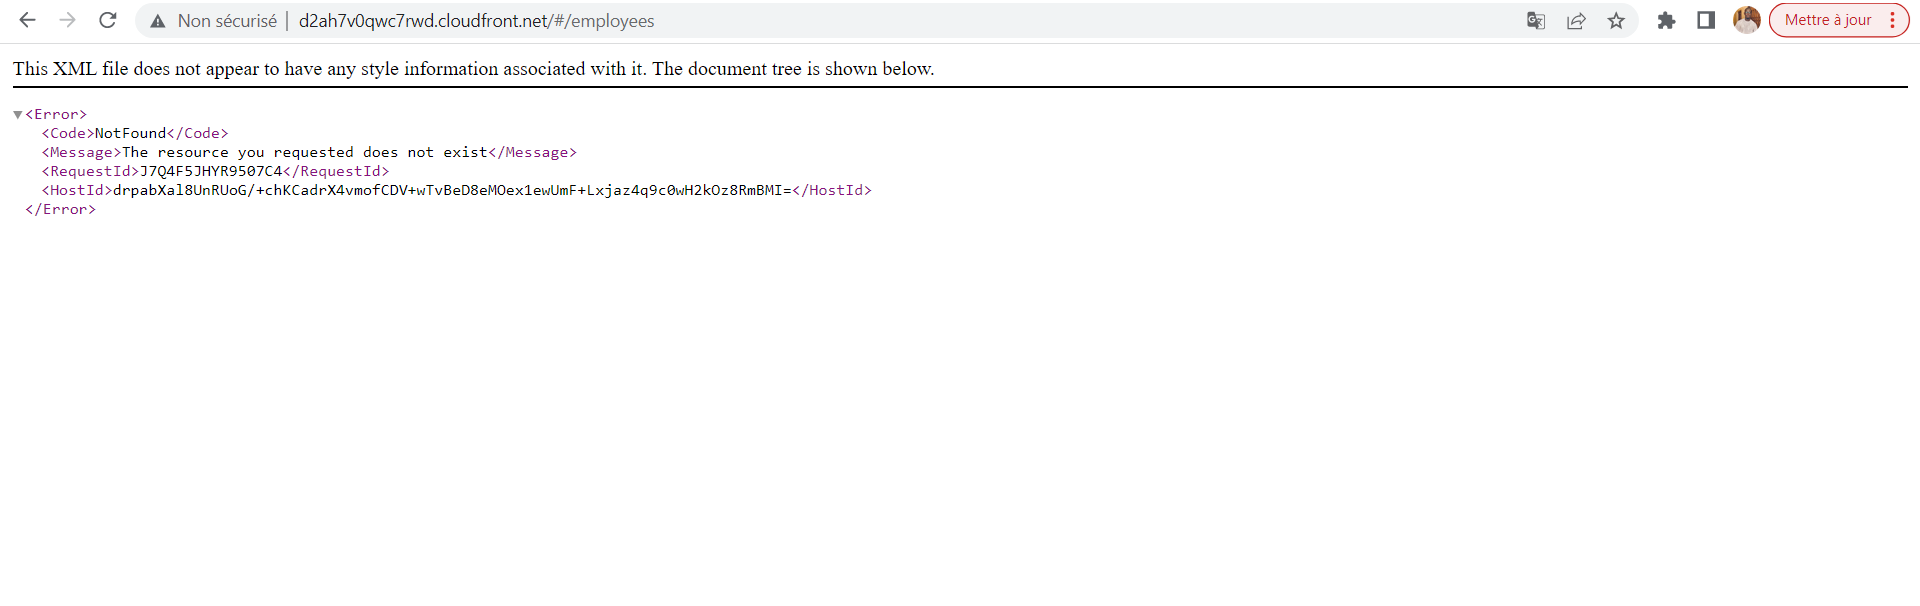 Non sécurisé | d2ah7v0qwc7rwd.cloudfront.net/#/employees
Mettre à jour
This XML file does not appear to have any style information associated with it. The document tree is shown below.
▼<Error>
<Code>NotFound</Code>
<Message>The resource you requested does not exist</Message>
<RequestId>J7Q4F5JHYR9507C4</RequestId>
<HostId>drpabXal8UnRUoG/+chKCadrX4vmofCDV+wTvBeD8eMOex1ewUmF+Lxjaz4q9c0wH2kOz8RmBMI=</HostId>
</Error>